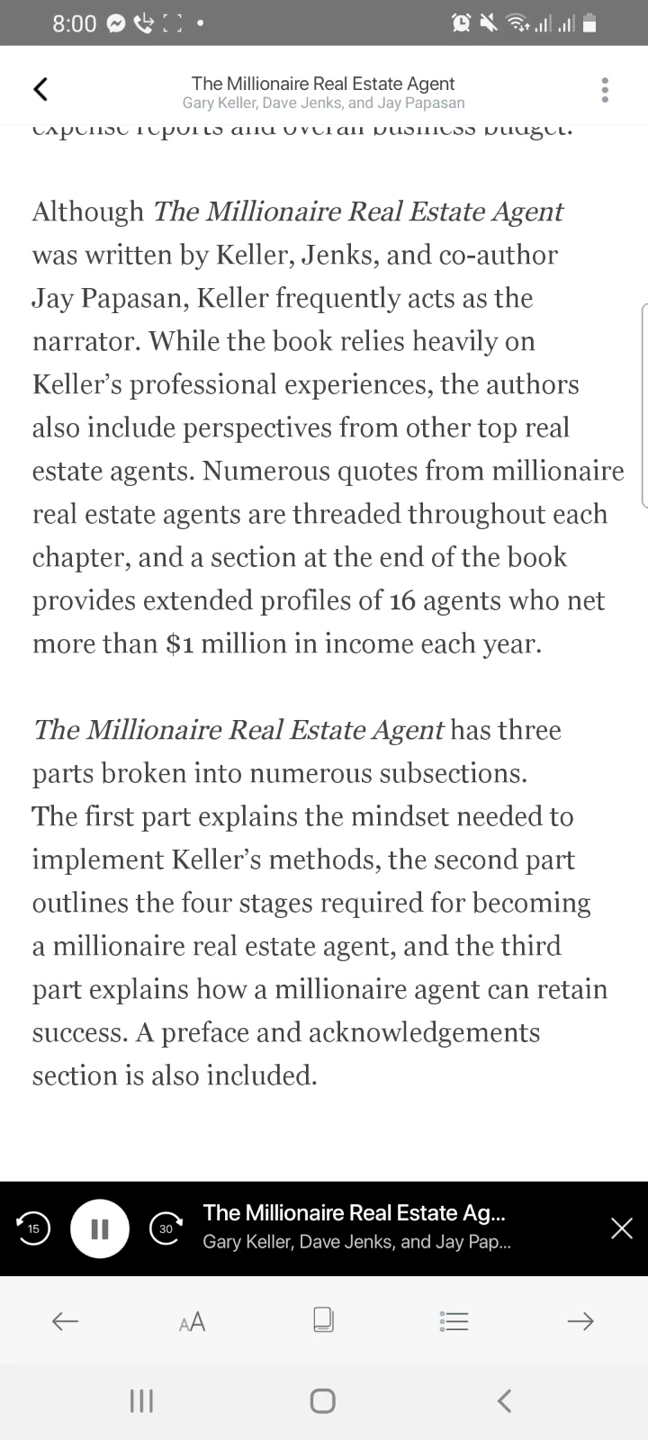 8:00
The Millionaire Real Estate Agent
Gary Keller, Dave Jenks, and Jay Papasan
expense reports and overall business budget.
Although The Millionaire Real Estate Agent
was written by Keller, Jenks, and co-author
Jay Papasan, Keller frequently acts as the
narrator. While the book relies heavily on
Keller’s professional experiences, the authors
also include perspectives from other top real
estate agents. Numerous quotes from millionaire
real estate agents are threaded throughout each
chapter, and a section at the end of the book
provides extended profiles of 16 agents who net
more than $1 million in income each year.
The Millionaire Real Estate Agent has three
parts broken into numerous subsections.
The first part explains the mindset needed to
implement Keller’s methods, the second part
outlines the four stages required for becoming
a millionaire real estate agent, and the third
part explains how a millionaire agent can retain
success. A preface and acknowledgements
section is also included.
15
30
The Millionaire Real Estate Ag...
Gary Keller, Dave Jenks, and Jay Pap...
AA